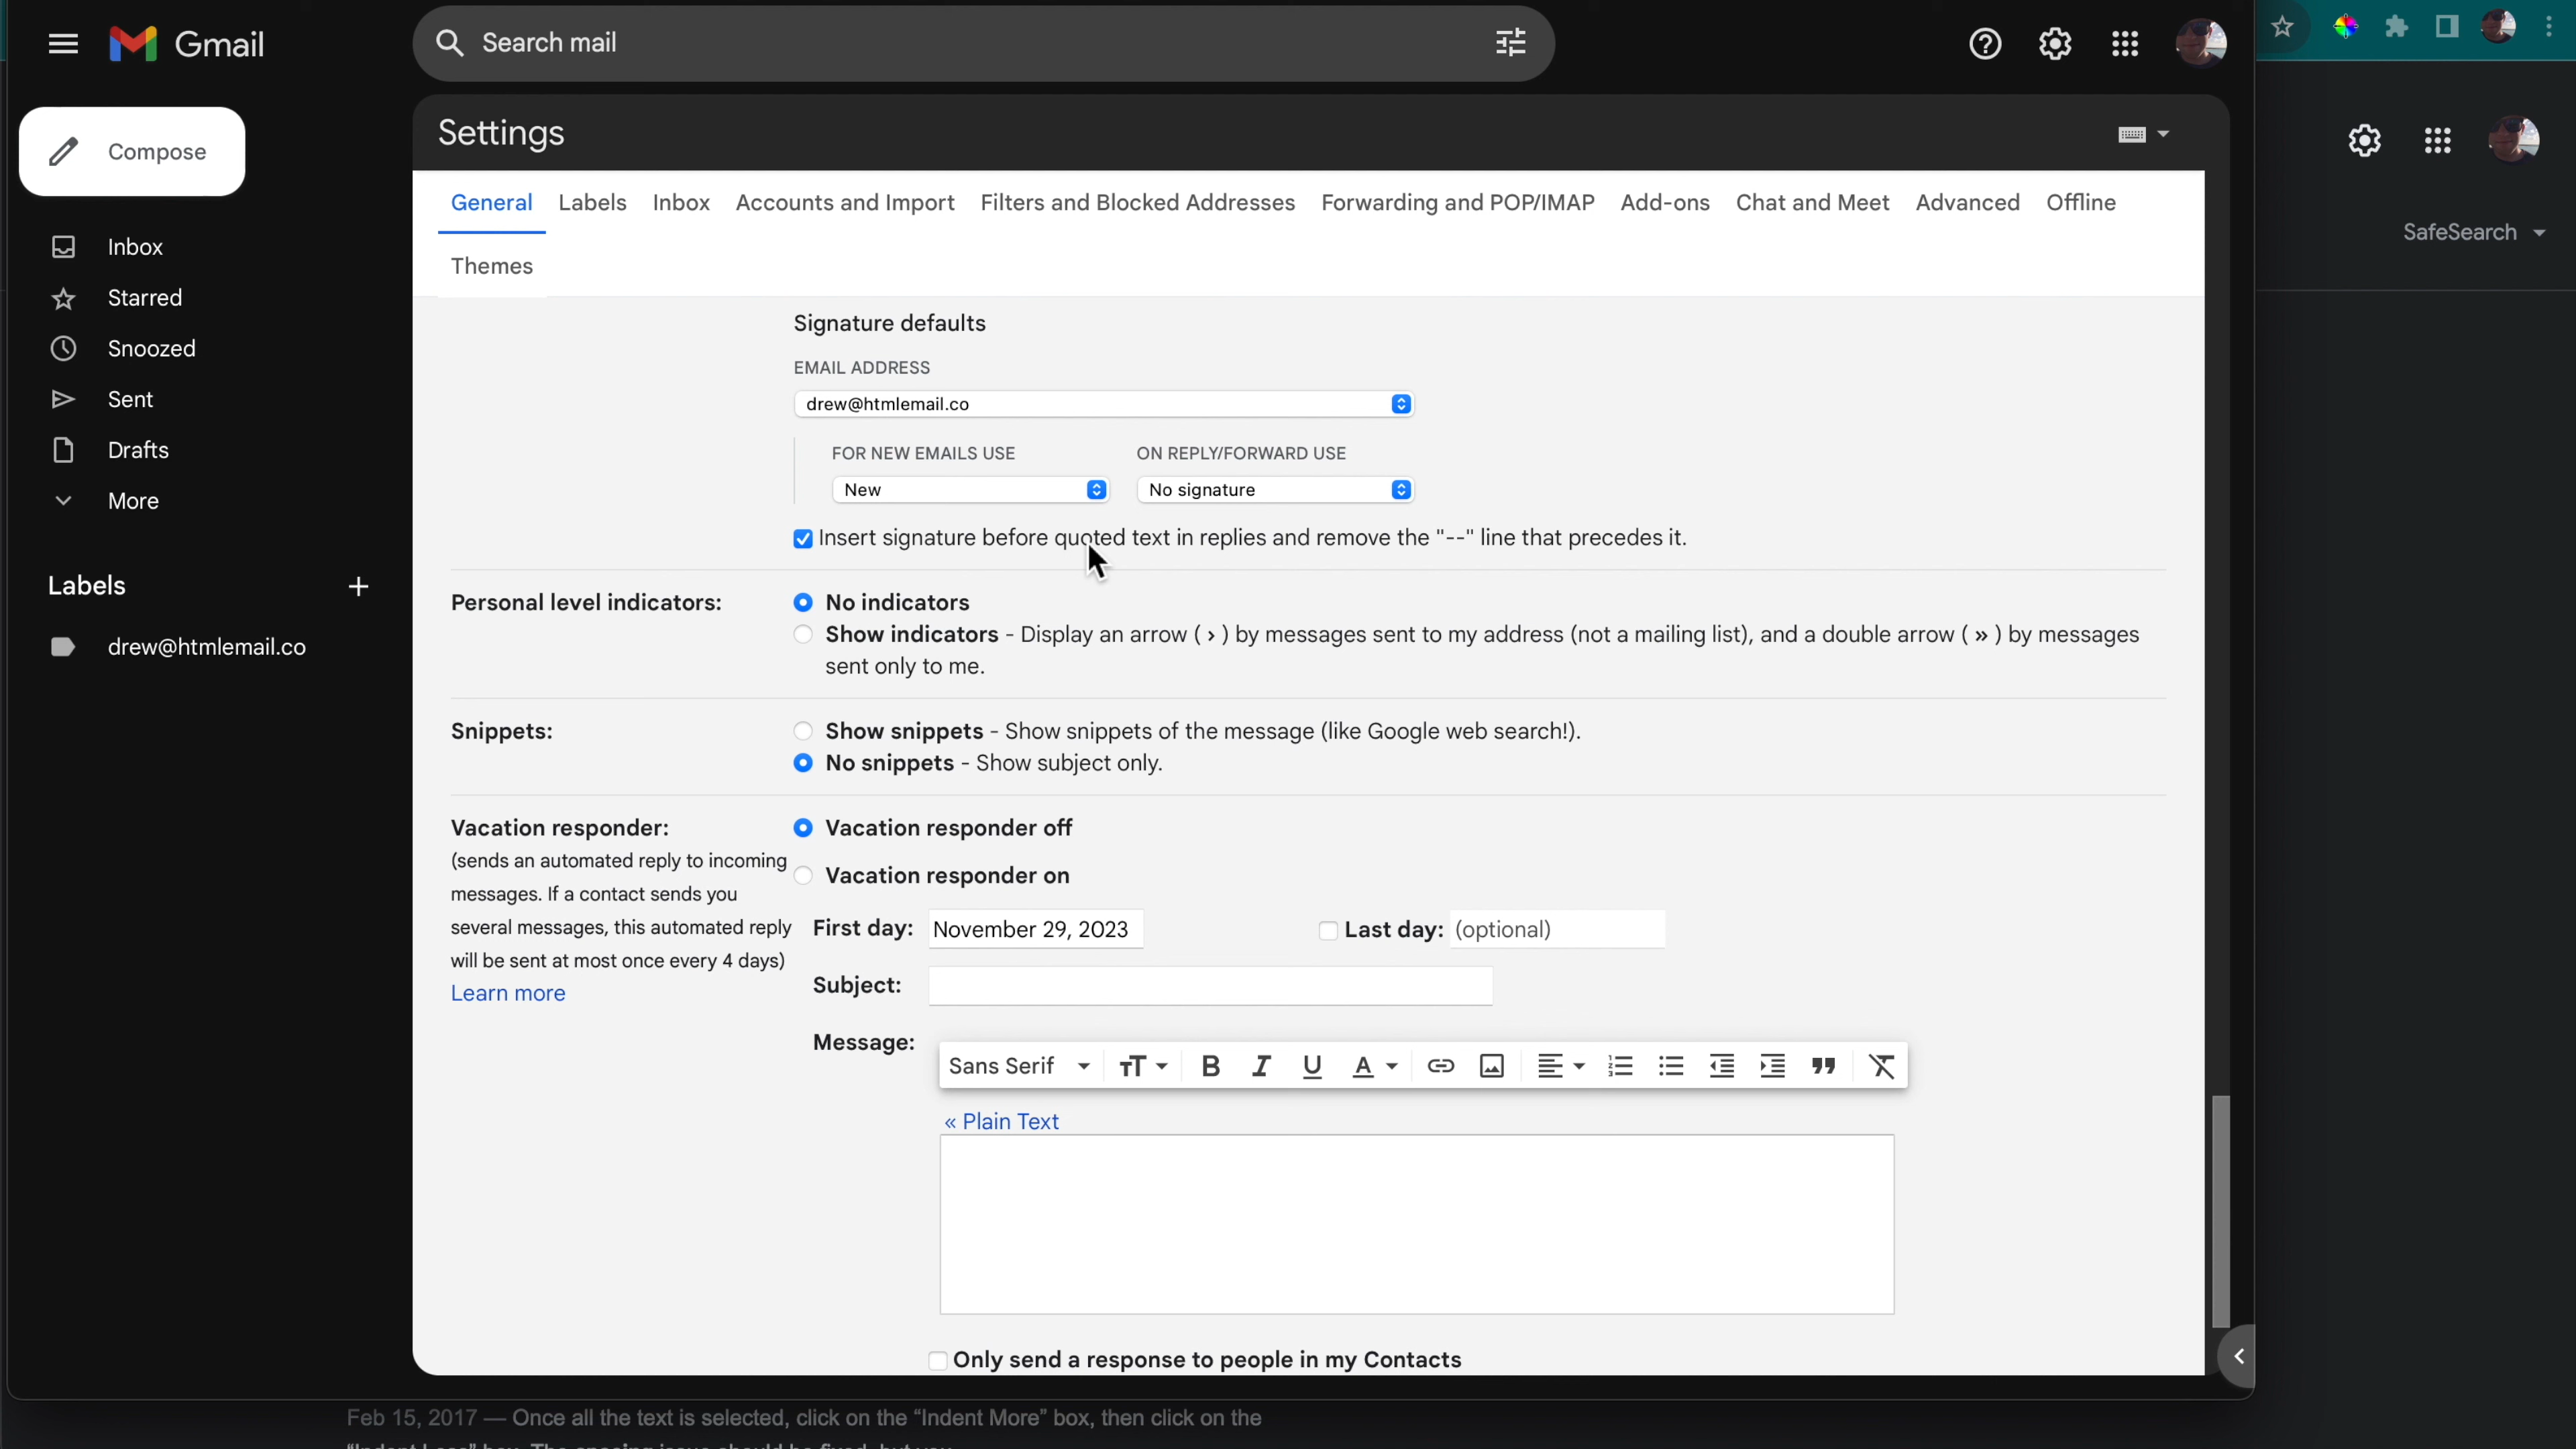 Gmail
Search mail
Compose
Inbox
Starred
Snoozed
Sent
Drafts
More
Labels
drew@htmlemail.co
Settings
General Labels Inbox Accounts and Import Filters and Blocked Addresses Forwarding and POP/IMAP Add-ons Chat and Meet Advanced Offline
Themes
SafeSearch
Signature defaults
EMAIL ADDRESS
drew@htmlemail.co
FOR NEW EMAILS USE ON REPLY/FORWARD USE
New No signature
Insert signature before quoted text in replies and remove the "--" line that precedes it.
Personal level indicators: No indicators
Show indicators - Display an arrow ( › ) by messages sent to my address (not a mailing list), and a double arrow ( » ) by messages
sent only to me.
Snippets: Show snippets - Show snippets of the message (like Google web search!).
No snippets - Show subject only.
Vacation responder: Vacation responder off
(sends an automated reply to incoming
messages. If a contact sends you
several messages, this automated reply
will be sent at most once every 4 days)
Learn more
Vacation responder on
First day: November 29, 2023 Last day: (optional)
Subject:
Message:
Sans Serif
« Plain Text
Only send a response to people in my Contacts
Feb 15, 2017 — Once all the text is selected, click on the “Indent More” box, then click on the